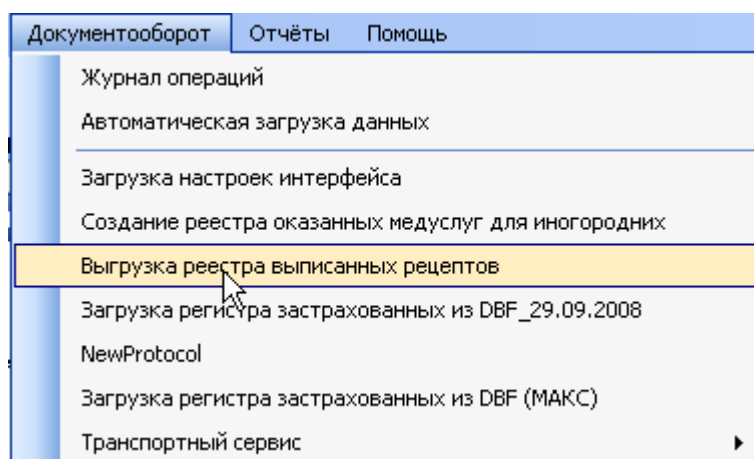 Документооборот Отчёты Помощь
Журнал операций
Автоматическая загрузка данных
Загрузка настроек интерфейса
Создание реестра оказанных медуслуг для иногородних
Выгрузка реестра выписанных рецептов
Загрузка регистра застрахованных из DBF_29.09.2008
NewProtocol
Загрузка регистра застрахованных из DBF (МАКС)
Транспортный сервис